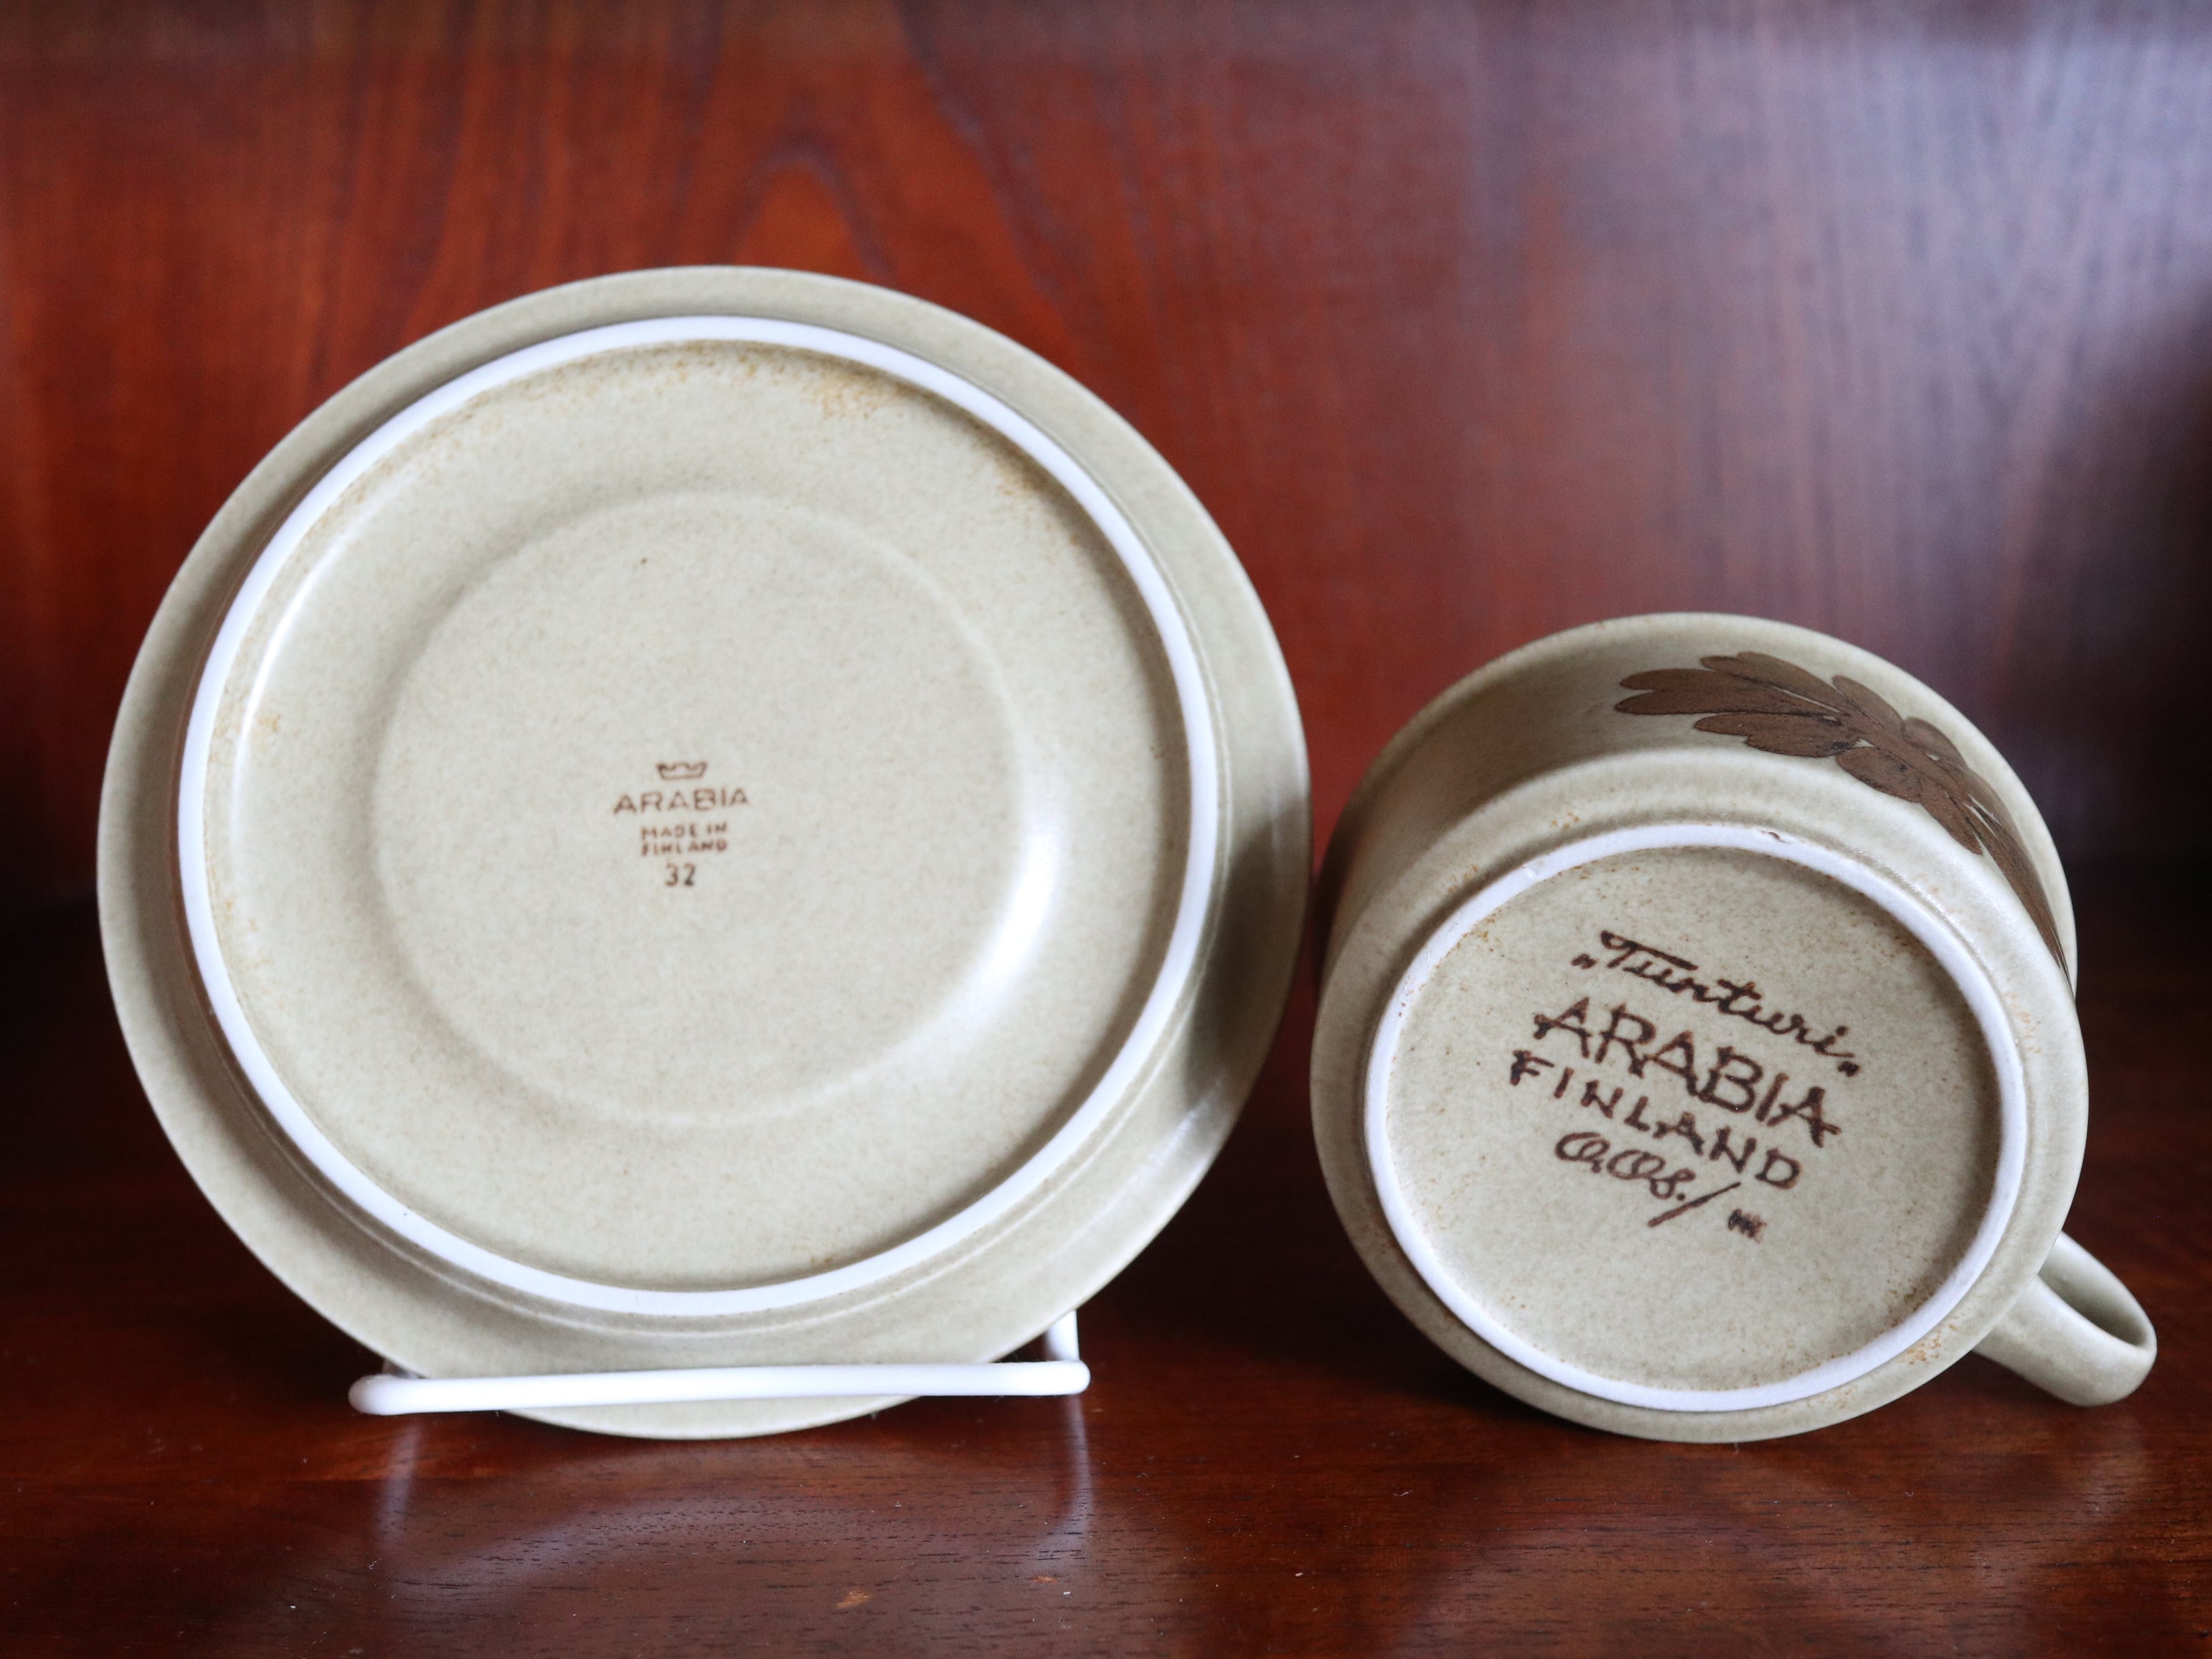 ARABIA
MADE IN
FINLAND
32
„Tunturi"
ARABIA
FINLAND